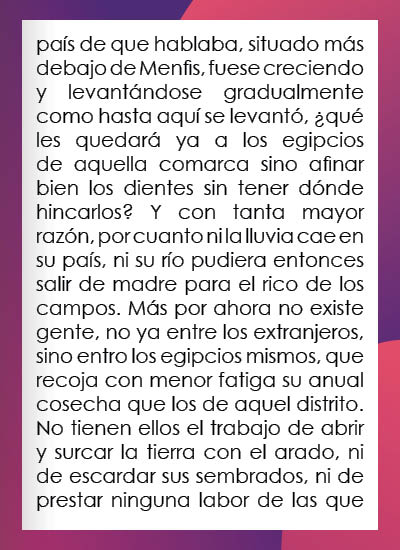 país de que hablaba, situado más
debajo de Menfis, fuese creciendo
y levantándose gradualmente
como hasta aquí se levantó, ¿qué
les quedará ya a los egipcios
de aquella comarca sino afinar
bien los dientes sin tener dónde
hincarlos? Y con tanta mayor
razón, por cuanto ni la lluvia cae en
su país, ni su río pudiera entonces
salir de madre para el rico de los
campos. Más por ahora no existe
gente, no ya entre los extranjeros,
sino entro los egipcios mismos, que
recoja con menor fatiga su anual
cosecha que los de aquel distrito.
No tienen ellos el trabajo de abrir
y surcar la tierra con el arado, ni
de escardar sus sembrados, ni de
prestar ninguna labor de las que